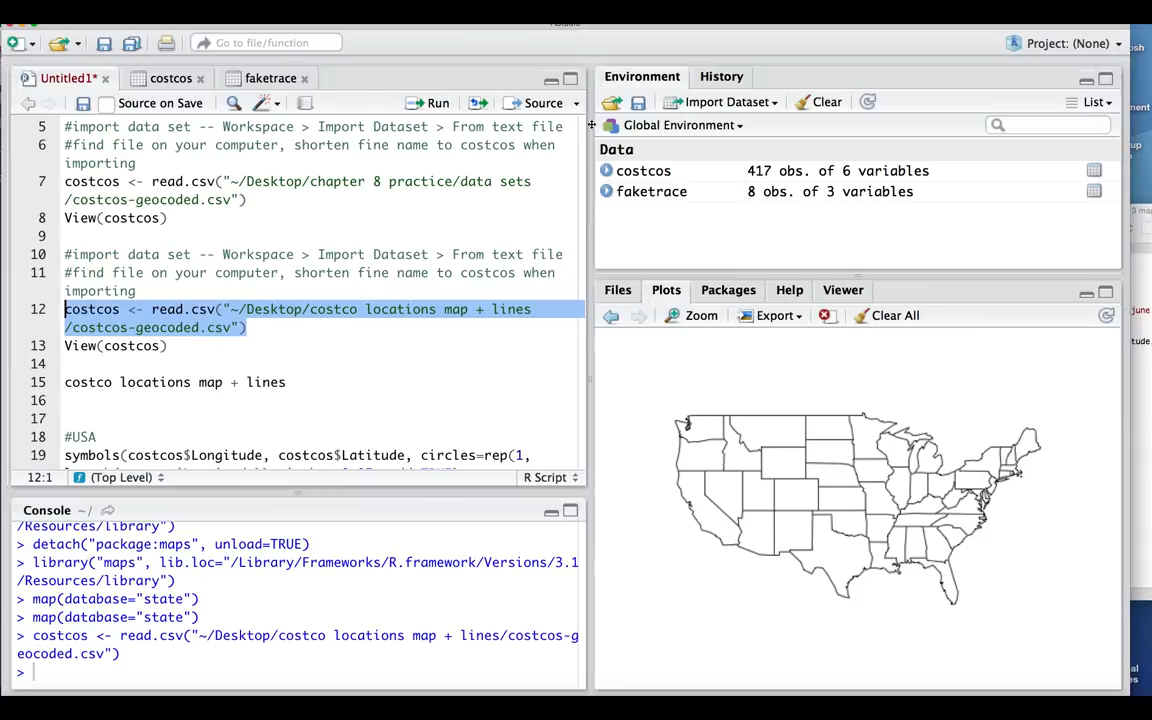 Go to file/function
Project: (None)
Untitled1*
costcos
faketrace
Source on Save
Run
Source
5 #import data set -- Workspace > Import Dataset > From text file
6 #find file on your computer, shorten fine name to costcos when
importing
7 costcos <- read.csv("~/Desktop/chapter 8 practice/data sets
/costcos-geocoded.csv")
8 View(costcos)
9
10 #import data set -- Workspace > Import Dataset > From text file
11 #find file on your computer, shorten fine name to costcos when
importing
12 costcos <- read.csv("~/Desktop/costco locations map + lines
/costcos-geocoded.csv")
13 View(costcos)
14
15 costco locations map + lines
16
17
18 #USA
19 symbols(costcos$Longitude, costcos$Latitude, circles=rep(1,
12:1 (Top Level) R Script
Console ~/
/Resources/library")
> detach("package:maps", unload=TRUE)
> library("maps", lib.loc="/Library/Frameworks/R.framework/Versions/3.1
/Resources/library")
> map(database="state")
> map(database="state")
> costcos <- read.csv("~/Desktop/costco locations map + lines/costcos-g
eocoded.csv")
>
Environment History
Import Dataset Clear List
Global Environment
Data
costcos 417 obs. of 6 variables
faketrace 8 obs. of 3 variables
Files Plots Packages Help Viewer
Zoom Export Clear All